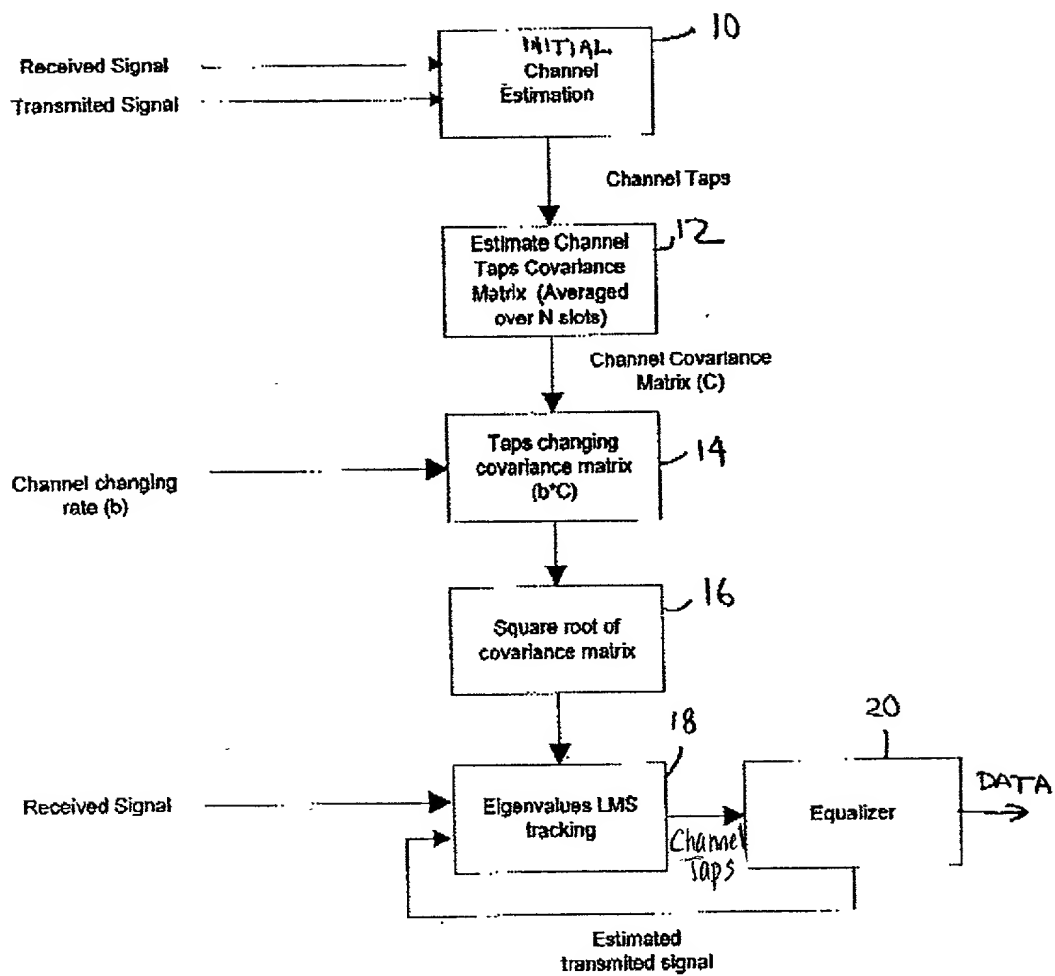 10
INITIAL
Channel
Estimation
Received Signal
Transmited Signal
Channel Taps
12
Estimate Channel
Taps Covariance
Matrix (Averaged
over N slots)
Channel Covariance
Matrix (C)
14
Taps changing
covariance matrix
(b*C)
Channel changing
rate (b)
16
Square root of
covariance matrix
18
20
Received Signal
Eigenvalues LMS
tracking
Channel
Taps
Equalizer
DATA
Estimated
transmited signal